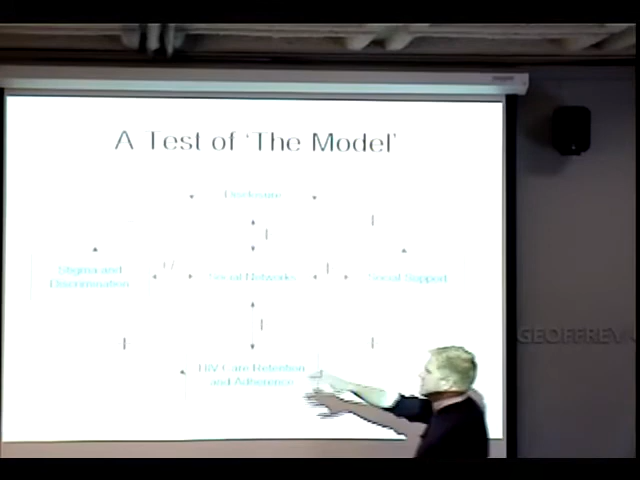 A Test of 'The Model'
Disclosure
Stigma and
Discrimination
Social Networks
Social Support
HIV Care Retention
and Adherence
GEOFFREY